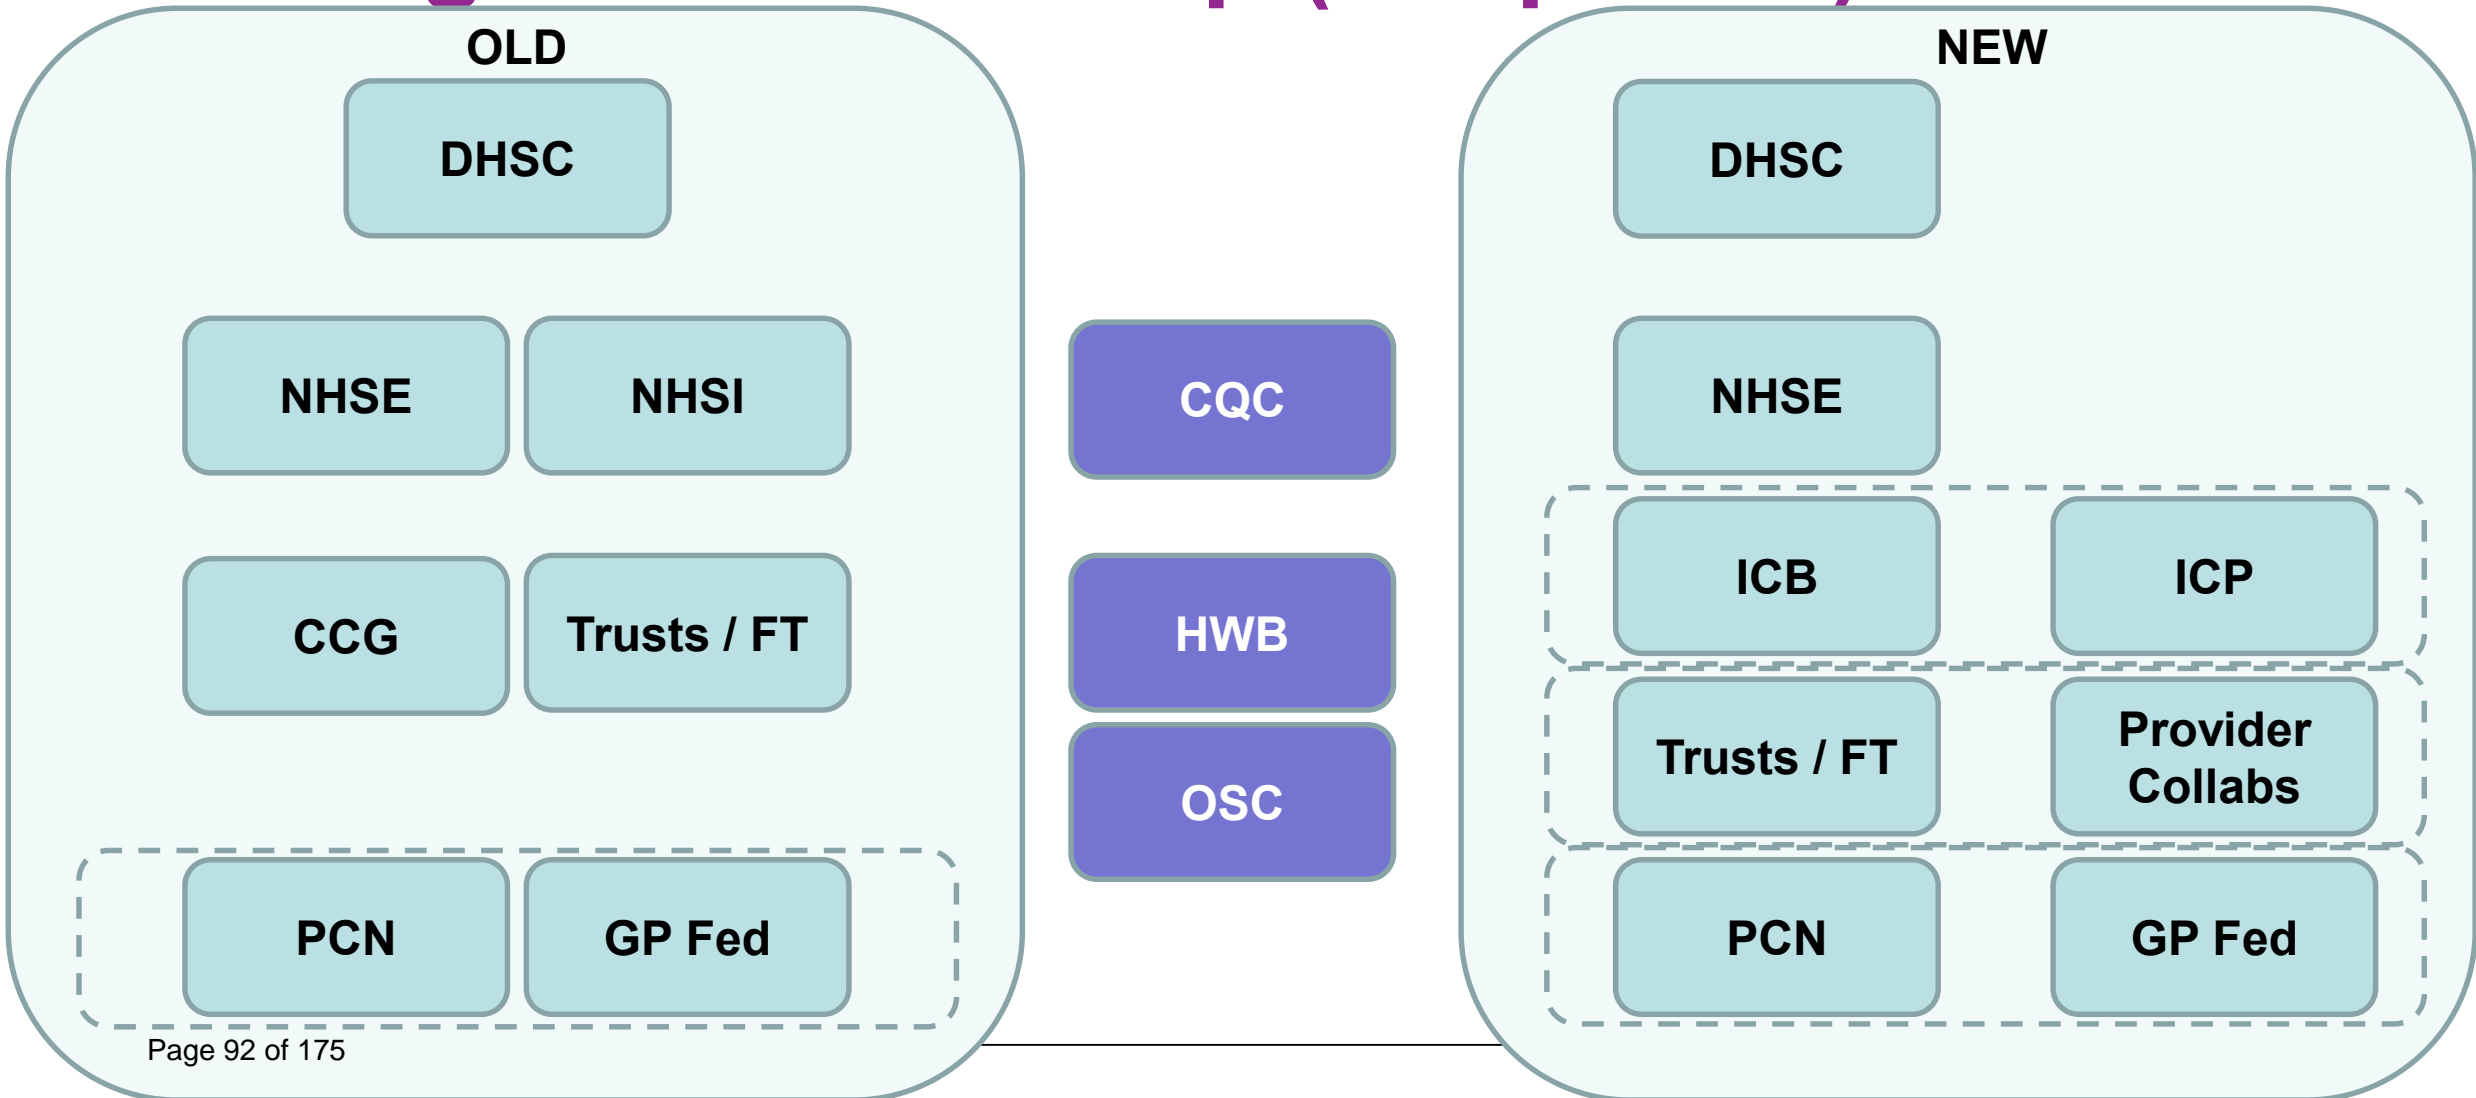 OLD
DHSC
NHSE
NHSI
CCG
Trusts / FT
PCN
GP Fed
CQC
HWB
OSC
NEW
DHSC
NHSE
ICB
ICP
Trusts / FT
Provider
Collabs
PCN
GP Fed
Page 92 of 175